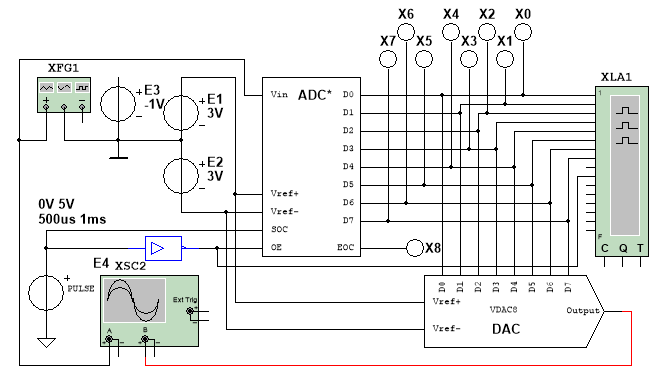 X6 X4 X2 X0
X7 X5 X3 X1
XFG1
XLA1
E3
-1V
E1
3V
E2
3V
Vin ADC* D0
D1
D2
D3
D4
D5
D6
D7
Vref+
Vref-
SOC
OE EOC
X8
1
F
C Q T
0V 5V
500us 1ms
PULSE
E4 XSC2
Ext Trig
A B
D0 D1 D2 D3 D4 D5 D6 D7
Vref+
VDAC8 Output
Vref- DAC